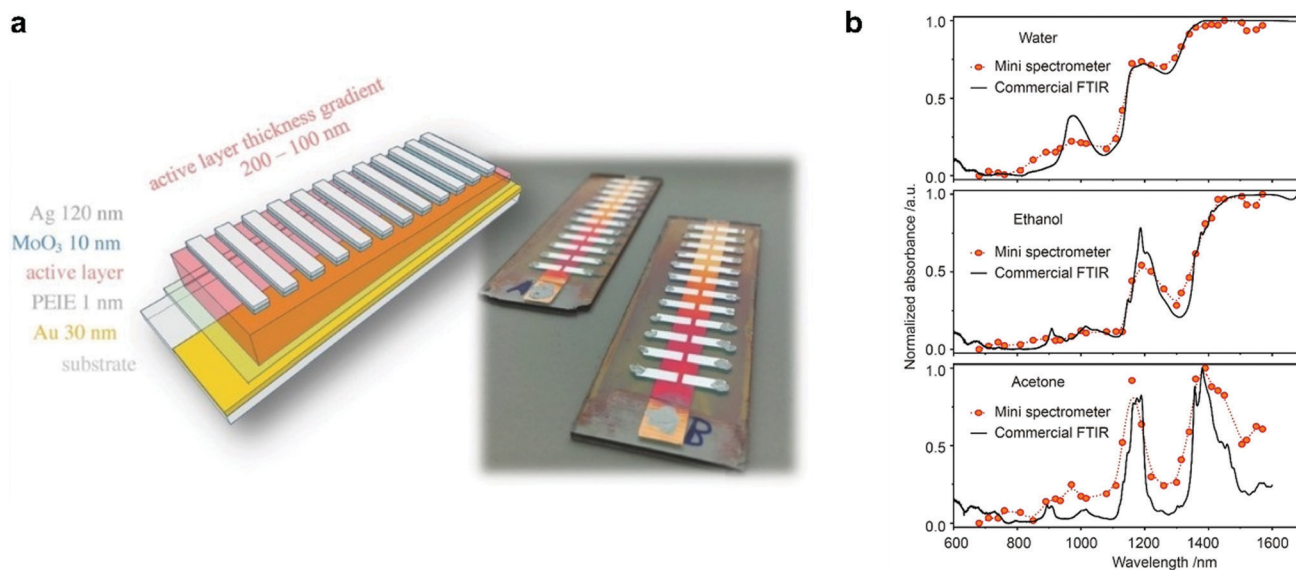 a
active layer thickness gradient
200 – 100 nm
Ag 120 nm
MoO₃ 10 nm
active layer
PEIE 1 nm
Au 30 nm
substrate
A
B
b
Normalized absorbance /a.u.
1.0
0.5
0.0
Water
Mini spectrometer
Commercial FTIR
1.0
0.5
0.0
Ethanol
Mini spectrometer
Commercial FTIR
1.0
0.5
0.0
Acetone
Mini spectrometer
Commercial FTIR
600 800 1000 1200 1400 1600
Wavelength /nm